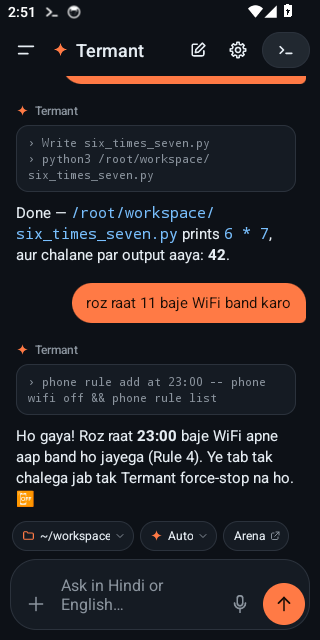 2:51
Termant
Termant
› Write six_times_seven.py
› python3 /root/workspace/
six_times_seven.py
Done — /root/workspace/
six_times_seven.py prints 6 * 7,
aur chalane par output aaya: 42.
roz raat 11 baje WiFi band karo
Termant
› phone rule add at 23:00 -- phone
wifi off && phone rule list
Ho gaya! Roz raat 23:00 baje WiFi apne
aap band ho jayega (Rule 4). Ye tab tak
chalega jab tak Termant force-stop na ho.
~/workspace
Auto
Arena
Ask in Hindi or
English…